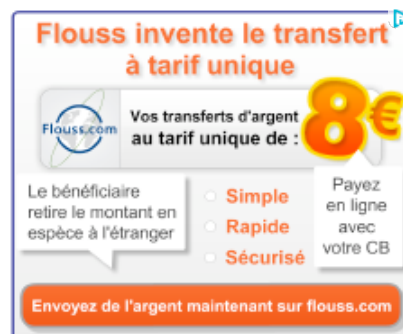 Flouss invente le transfert
à tarif unique
Flouss.com
Vos transferts d'argent
au tarif unique de :
8€
Le bénéficiaire
retire le montant en
espèce à l'étranger
Simple
Rapide
Sécurisé
Payez
en ligne
avec
votre CB
Envoyez de l'argent maintenant sur flouss.com